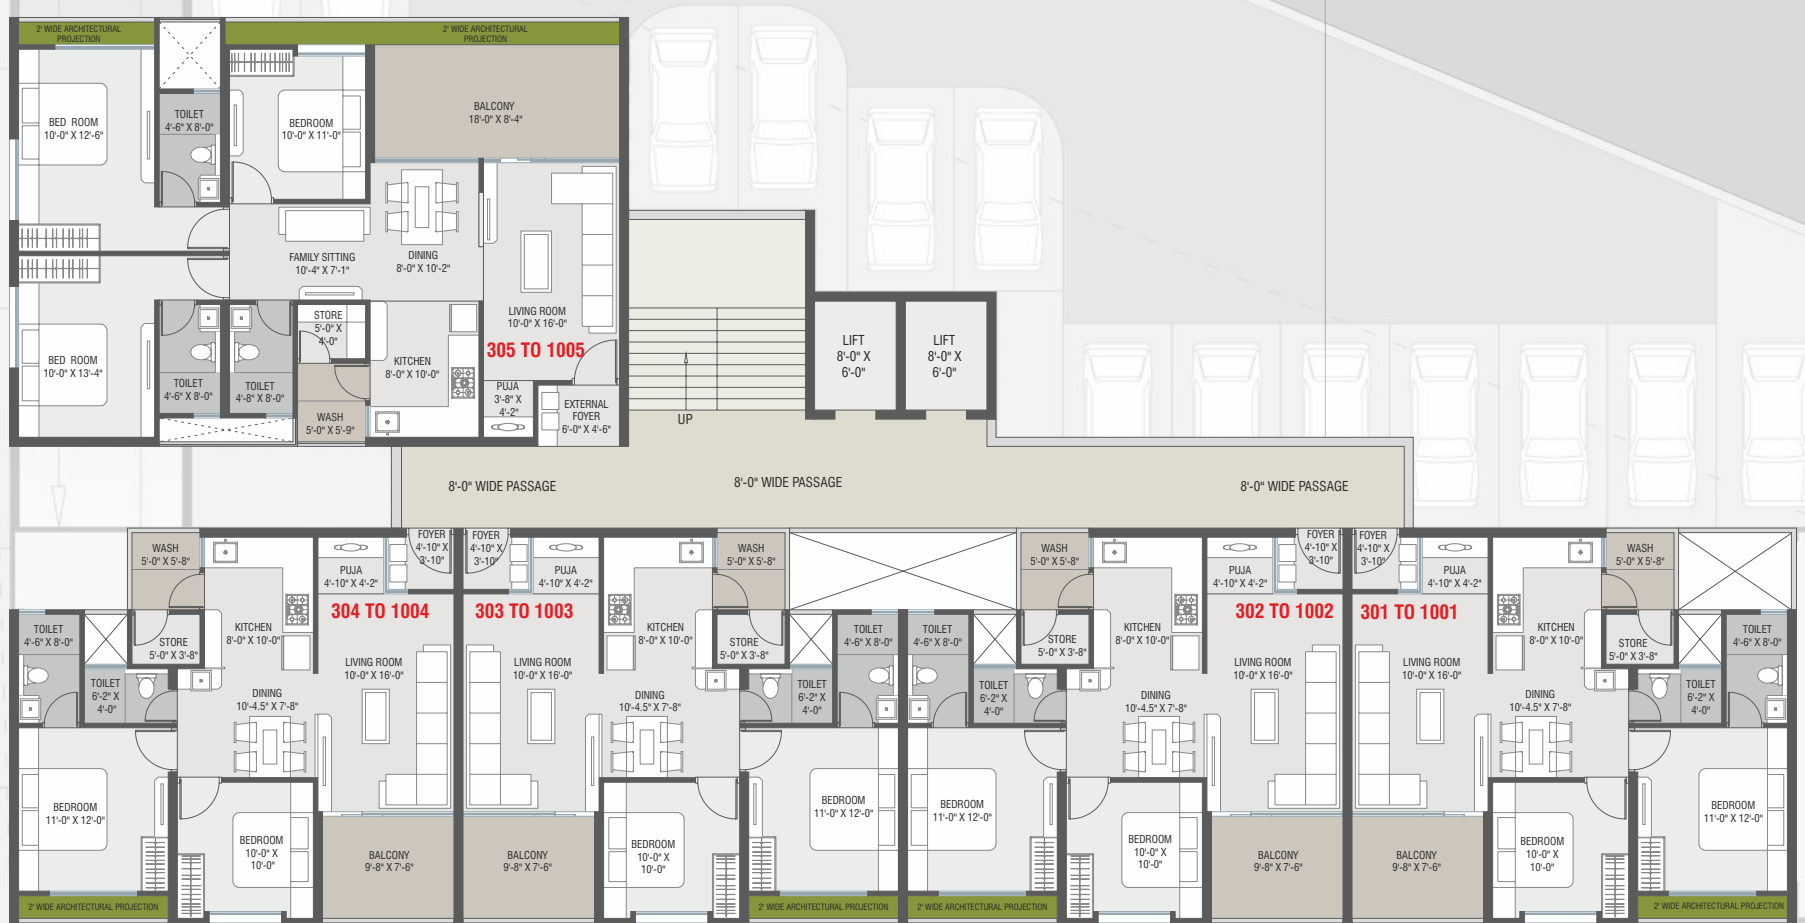 2' WIDE ARCHITECTURAL
PROJECTION
2' WIDE ARCHITECTURAL
PROJECTION
BED ROOM
10'-0" X 12'-6"
TOILET
4'-6" X 8'-0"
BEDROOM
10'-0" X 11'-0"
BALCONY
18'-0" X 8'-4"
FAMILY SITTING
10'-4" X 7'-1"
DINING
8'-0" X 10'-2"
LIVING ROOM
10'-0" X 16'-0"
305 TO 1005
BED ROOM
10'-0" X 13'-4"
TOILET
4'-6" X 8'-0"
TOILET
4'-8" X 8'-0"
STORE
5'-0" X
4'-0"
WASH
5'-0" X 5'-9"
KITCHEN
8'-0" X 10'-0"
PUJA
3'-8" X
4'-2"
EXTERNAL
FOYER
6'-0" X 4'-6"
UP
LIFT
8'-0" X
6'-0"
LIFT
8'-0" X
6'-0"
8'-0" WIDE PASSAGE
8'-0" WIDE PASSAGE
8'-0" WIDE PASSAGE
WASH
5'-0" X 5'-8"
PUJA
4'-10" X 4'-2"
FOYER
4'-10" X
3'-10"
304 TO 1004
TOILET
4'-6" X 8'-0"
STORE
5'-0" X 3'-8"
KITCHEN
8'-0" X 10'-0"
LIVING ROOM
10'-0" X 16'-0"
TOILET
6'-2" X
4'-0"
DINING
10'-4.5" X 7'-8"
BEDROOM
11'-0" X 12'-0"
BEDROOM
10'-0" X
10'-0"
BALCONY
9'-8" X 7'-6"
2' WIDE ARCHITECTURAL PROJECTION
FOYER
4'-10" X
3'-10"
PUJA
4'-10" X 4'-2"
WASH
5'-0" X 5'-8"
303 TO 1003
KITCHEN
8'-0" X 10'-0"
STORE
5'-0" X 3'-8"
TOILET
4'-6" X 8'-0"
LIVING ROOM
10'-0" X 16'-0"
DINING
10'-4.5" X 7'-8"
TOILET
6'-2" X
4'-0"
BALCONY
9'-8" X 7'-6"
BEDROOM
10'-0" X
10'-0"
BEDROOM
11'-0" X 12'-0"
2' WIDE ARCHITECTURAL PROJECTION
WASH
5'-0" X 5'-8"
PUJA
4'-10" X 4'-2"
FOYER
4'-10" X
3'-10"
302 TO 1002
TOILET
4'-6" X 8'-0"
STORE
5'-0" X 3'-8"
KITCHEN
8'-0" X 10'-0"
LIVING ROOM
10'-0" X 16'-0"
TOILET
6'-2" X
4'-0"
DINING
10'-4.5" X 7'-8"
BEDROOM
11'-0" X 12'-0"
BEDROOM
10'-0" X
10'-0"
BALCONY
9'-8" X 7'-6"
2' WIDE ARCHITECTURAL PROJECTION
FOYER
4'-10" X
3'-10"
PUJA
4'-10" X 4'-2"
WASH
5'-0" X 5'-8"
301 TO 1001
KITCHEN
8'-0" X 10'-0"
STORE
5'-0" X 3'-8"
TOILET
4'-6" X 8'-0"
LIVING ROOM
10'-0" X 16'-0"
DINING
10'-4.5" X 7'-8"
TOILET
6'-2" X
4'-0"
BALCONY
9'-8" X 7'-6"
BEDROOM
10'-0" X
10'-0"
BEDROOM
11'-0" X 12'-0"
2' WIDE ARCHITECTURAL PROJECTION